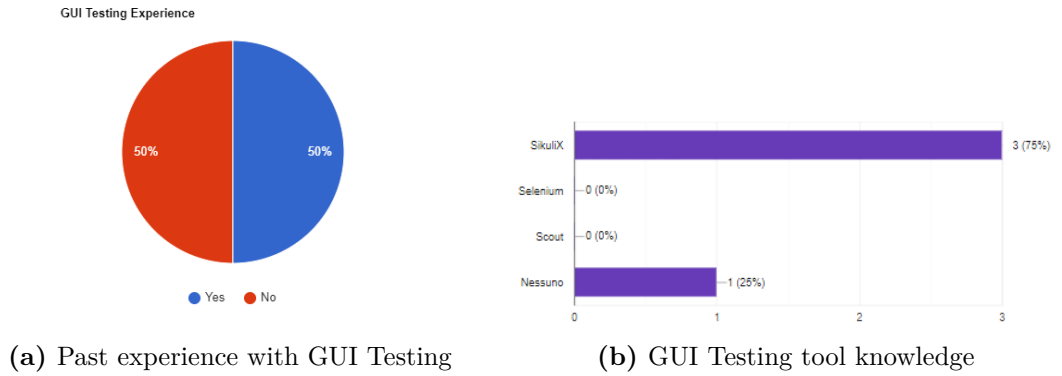 GUI Testing Experience
50%
50%
Yes
No
(a) Past experience with GUI Testing
SikuliX
3 (75%)
Selenium
0 (0%)
Scout
0 (0%)
Nessuno
1 (25%)
0
1
2
3
(b) GUI Testing tool knowledge